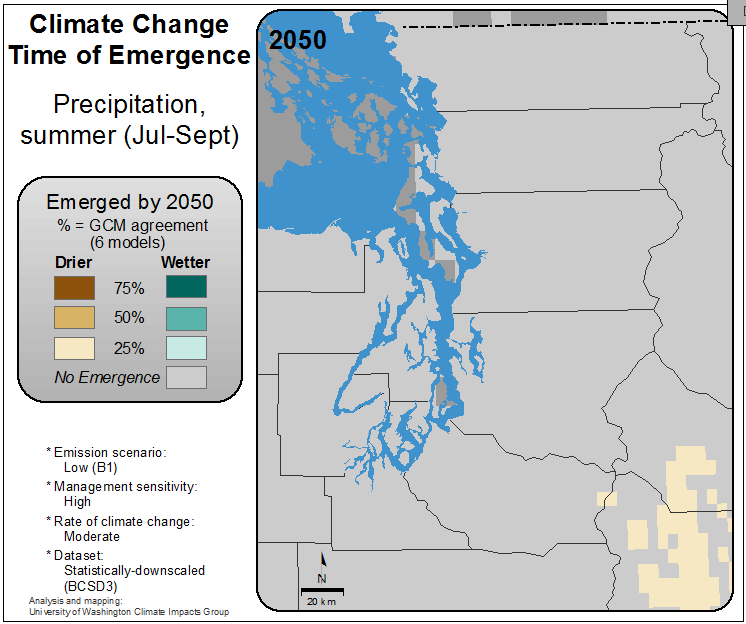 Climate Change
Time of Emergence
Precipitation,
summer (Jul-Sept)
Emerged by 2050
% = GCM agreement
(6 models)
Drier Wetter
75%
50%
25%
No Emergence
* Emission scenario:
Low (B1)
* Management sensitivity:
High
* Rate of climate change:
Moderate
* Dataset:
Statistically-downscaled
(BCSD3)
Analysis and mapping:
University of Washington Climate Impacts Group
2050
N
20 km